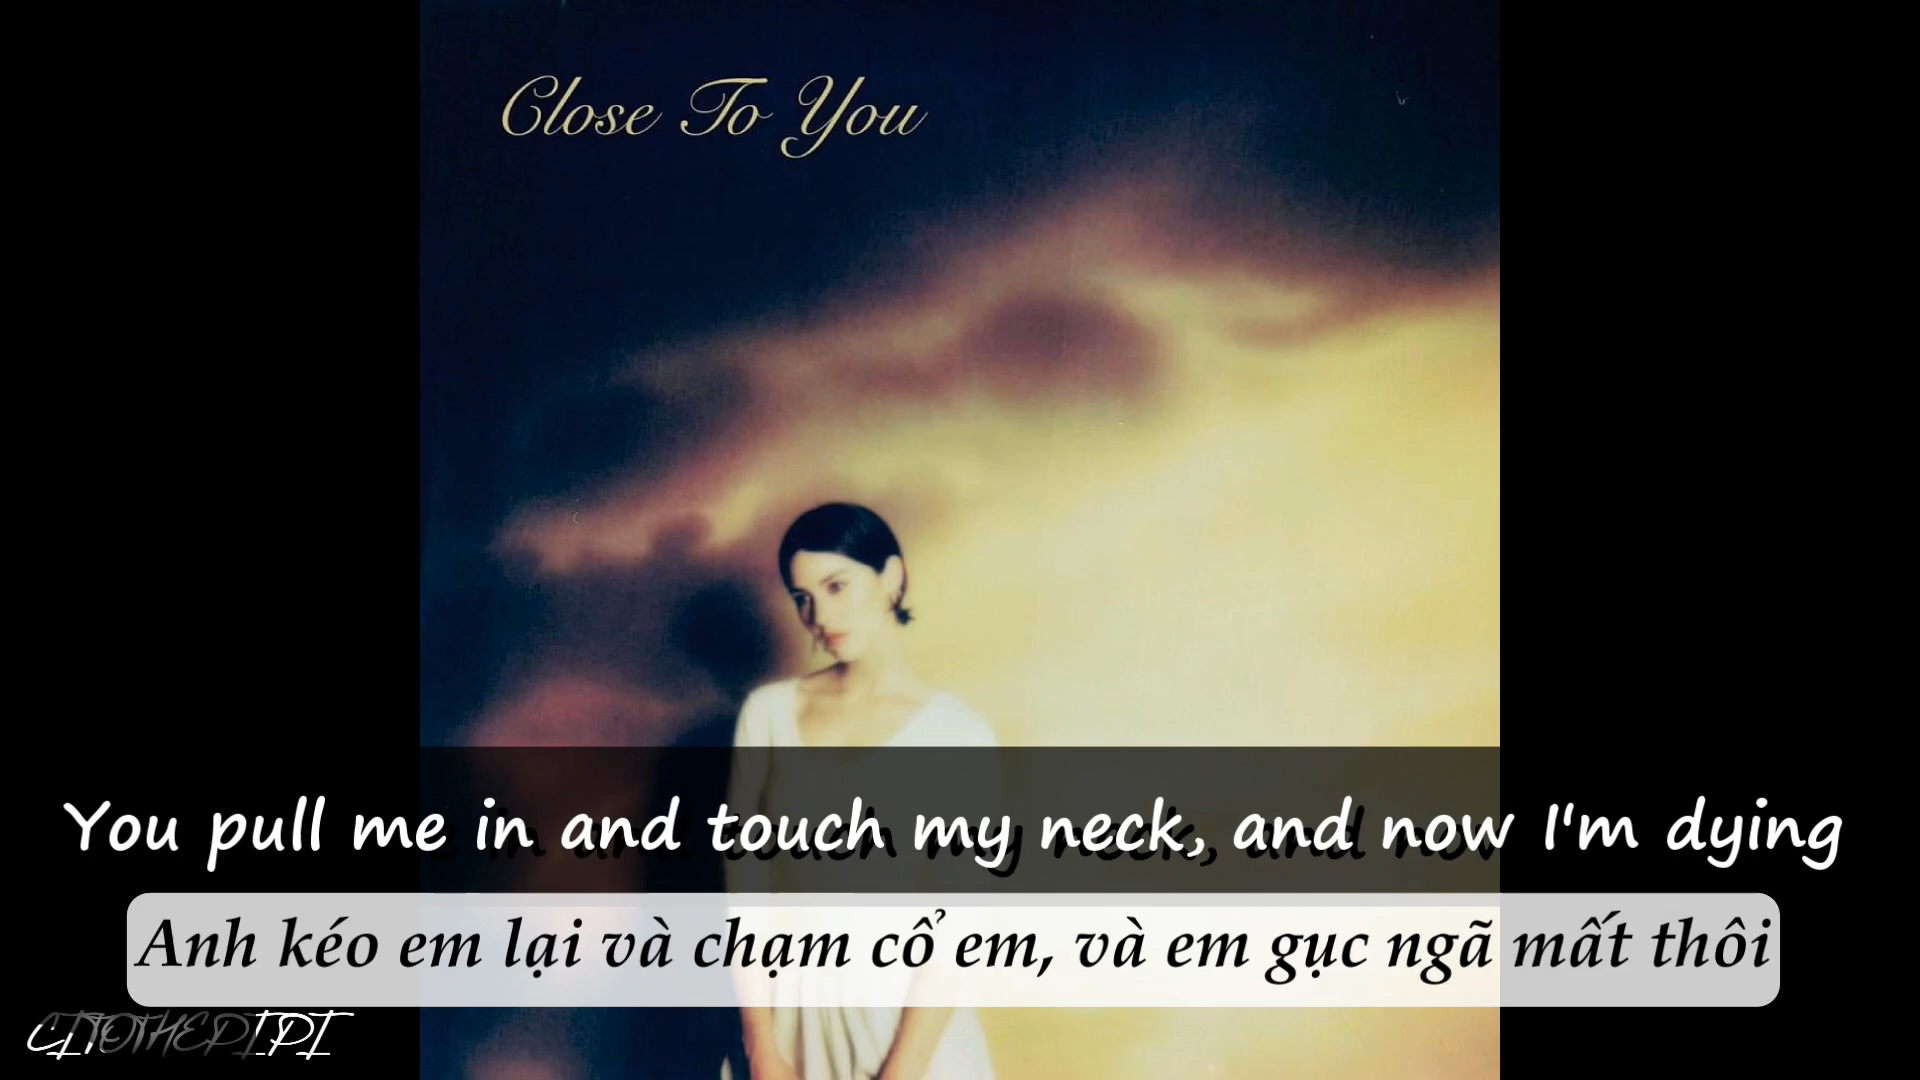 Close To You
You pull me in and touch my neck, and now I'm dying
Anh kéo em lại và chạm cổ em, và em gục ngã mất thôi